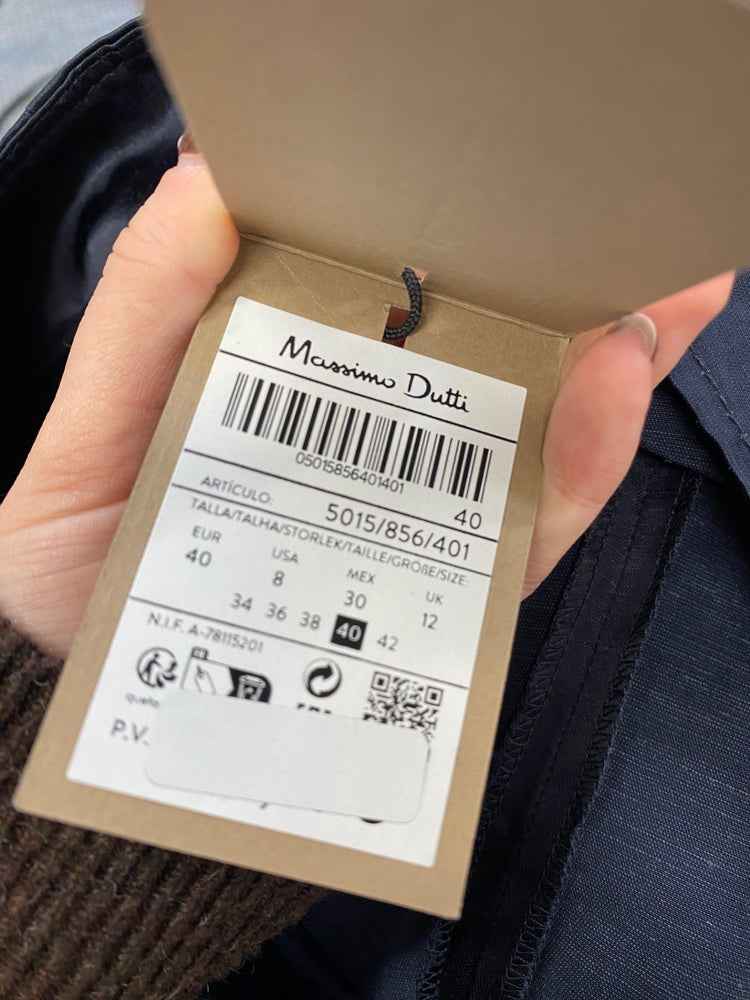 Massimo Dutti
05015856401401
40
ARTÍCULO: 5015/856/401
TALLA/TALHA/STORLEK/TAILLE/GRÖßE/SIZE:
EUR USA MEX UK
40 8 30 12
34 36 38 40 42
N.I.F. A-78115201
P.V.